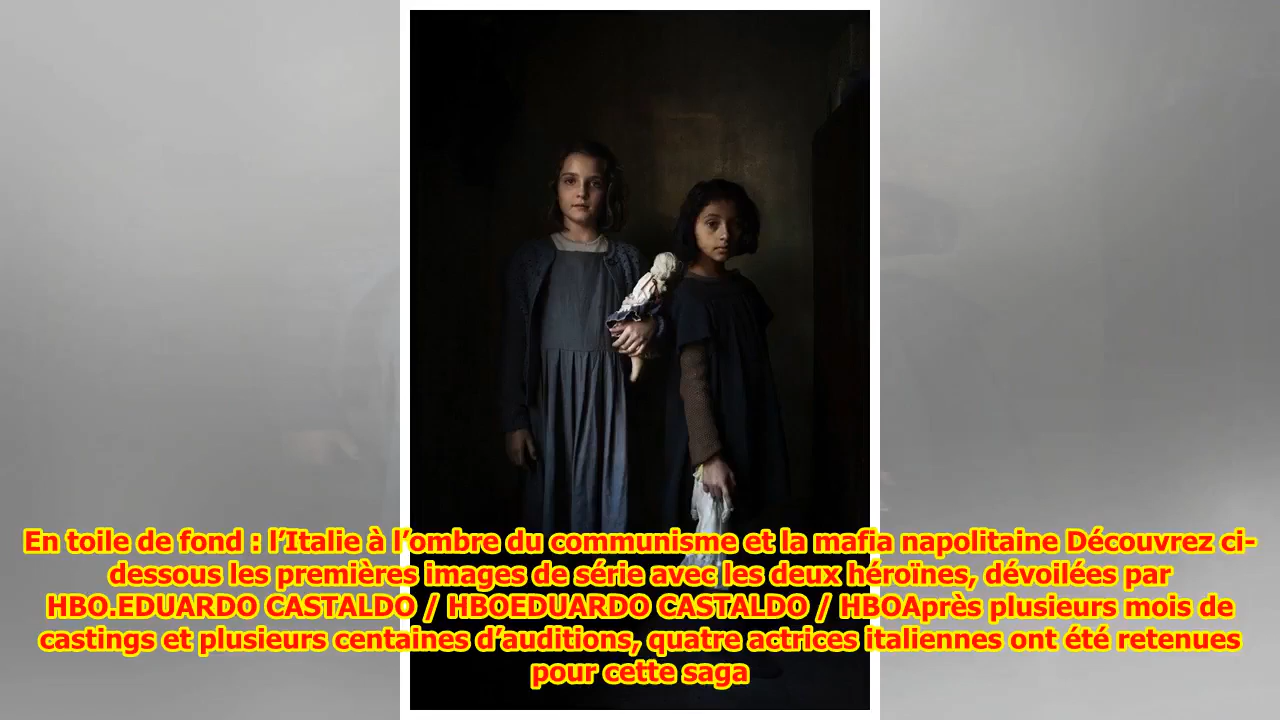 En toile de fond : l’Italie à l’ombre du communisme et la mafia napolitaine Découvrez ci-
dessous les premières images de série avec les deux héroïnes, dévoilées par
HBO.EDUARDO CASTALDO / HBOEDUARDO CASTALDO / HBOAprès plusieurs mois de
castings et plusieurs centaines d’auditions, quatre actrices italiennes ont été retenues
pour cette saga